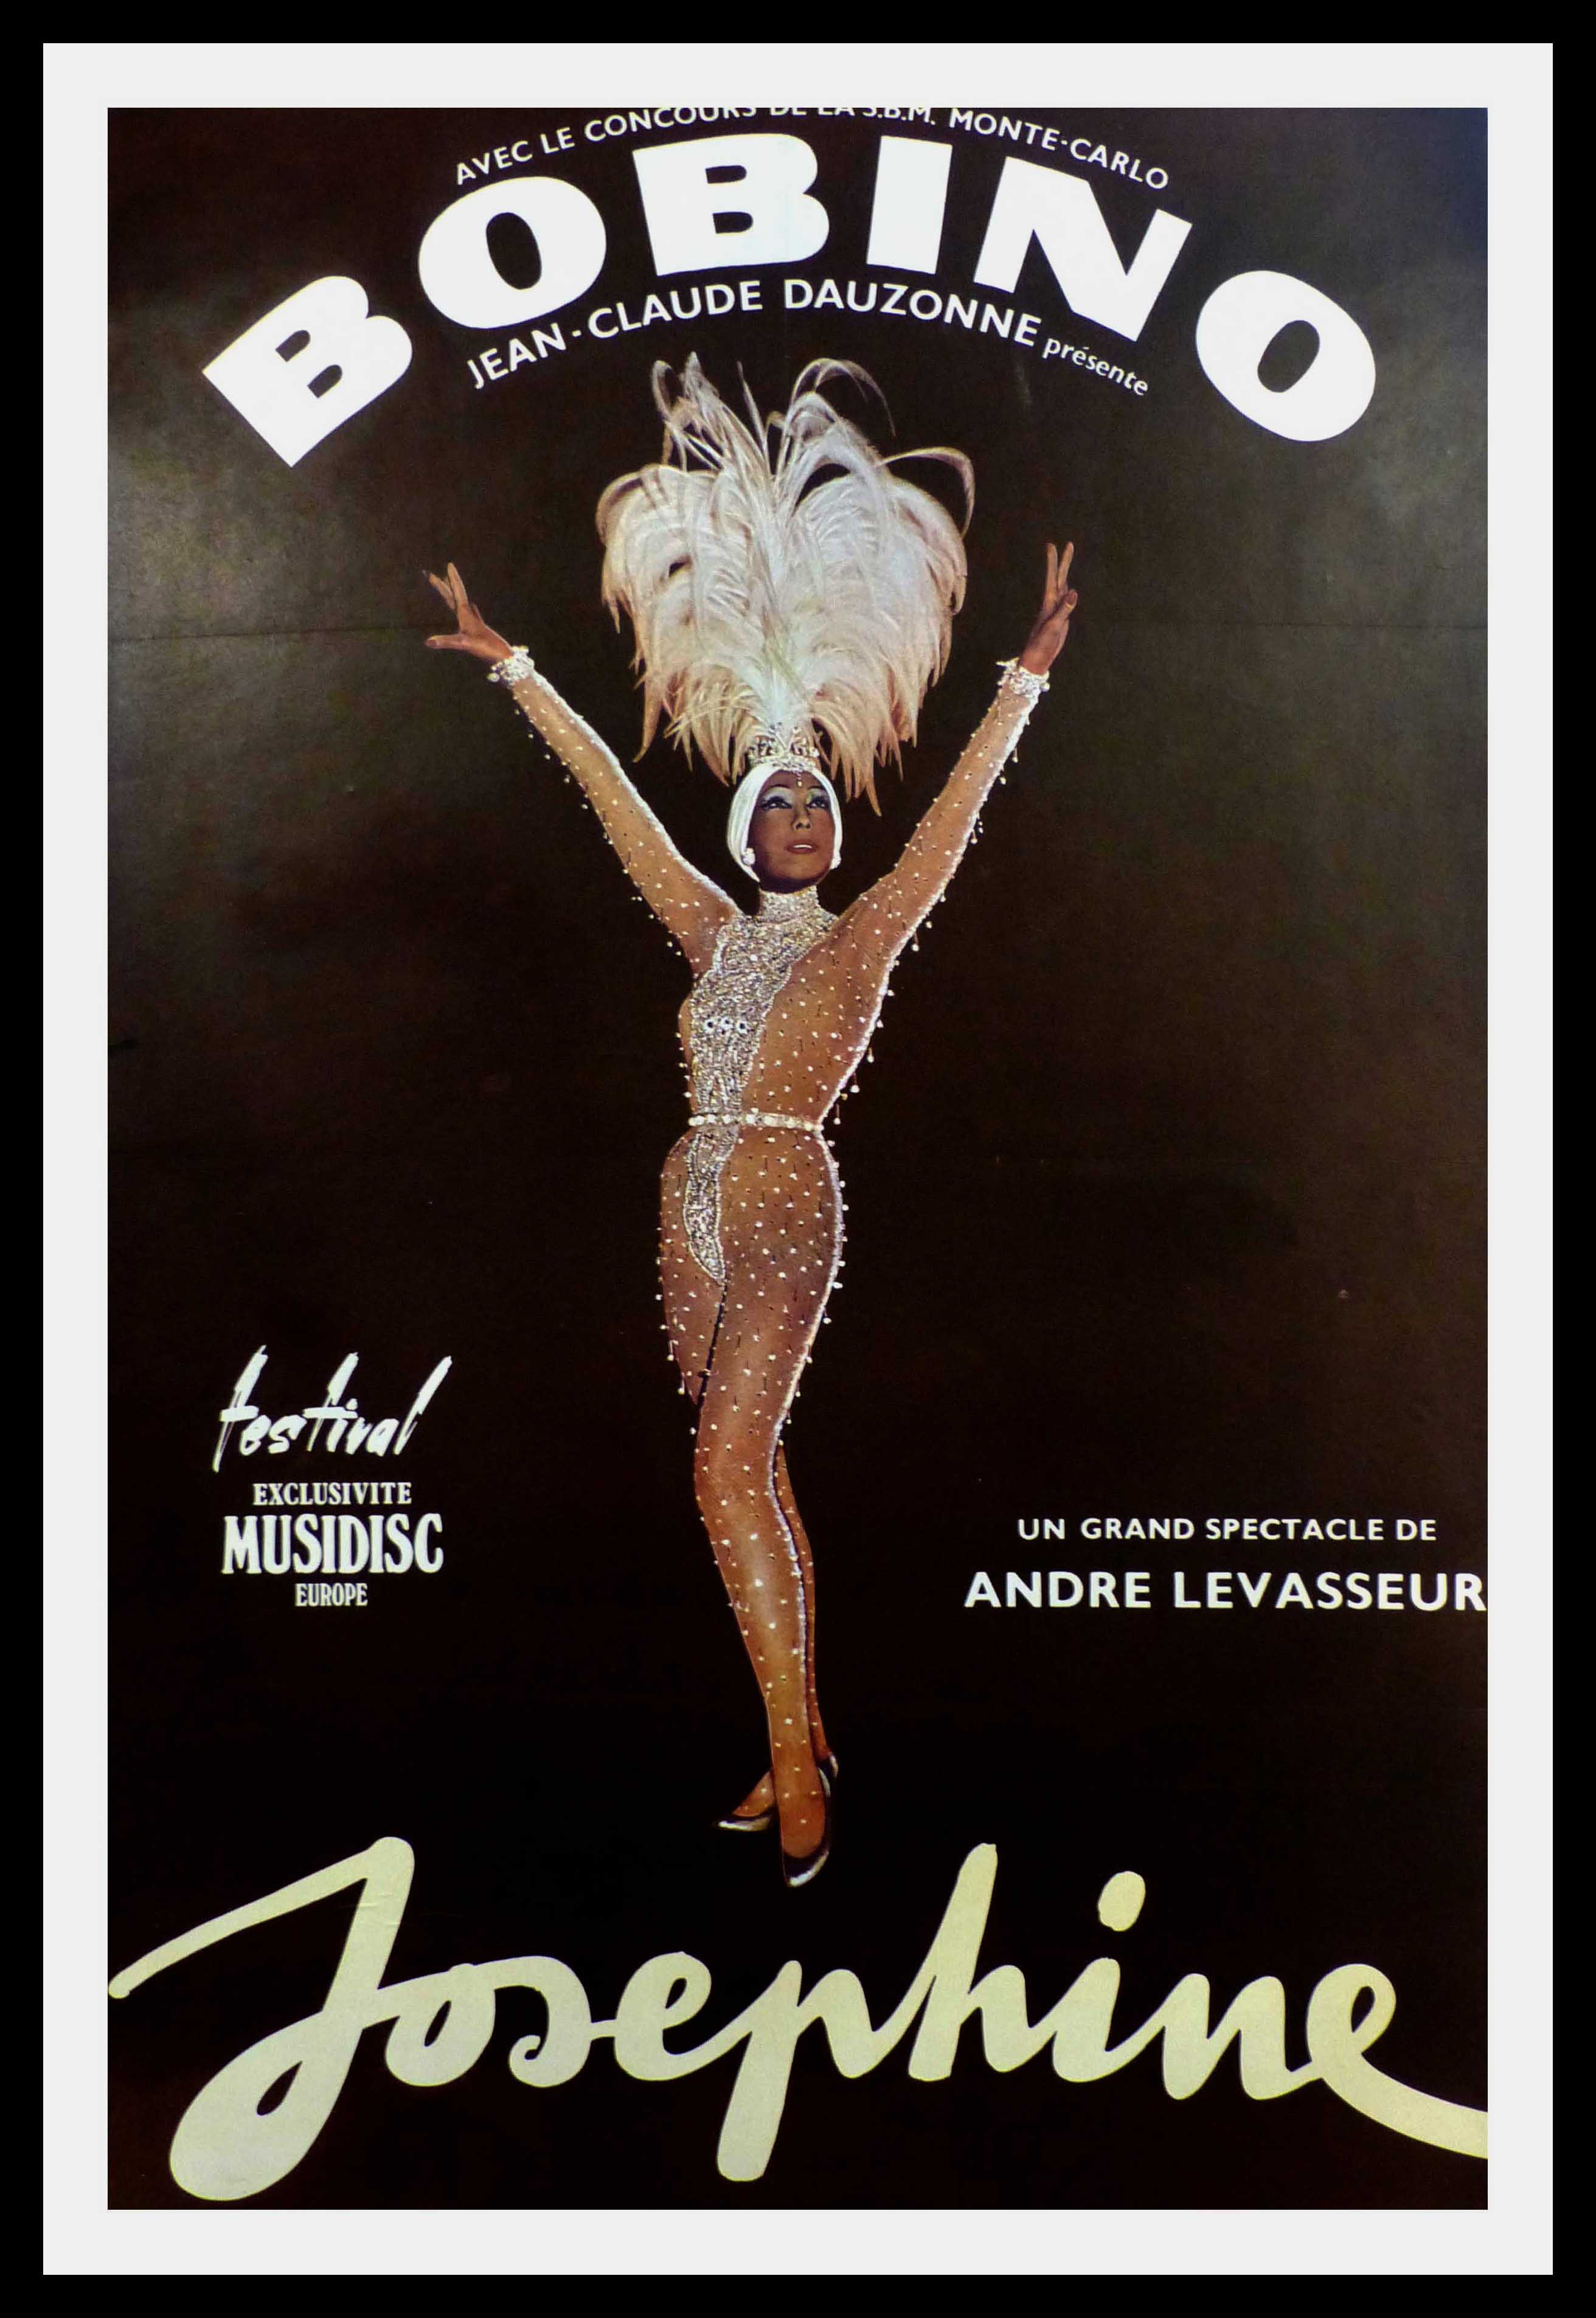 AVEC LE CONCOURS DE LA S.B.M. MONTE-CARLO
BOBINO
JEAN-CLAUDE DAUZONNE présente
festival
EXCLUSIVITE
MUSIDISC
EUROPE
UN GRAND SPECTACLE DE
ANDRE LEVASSEUR
Josephine